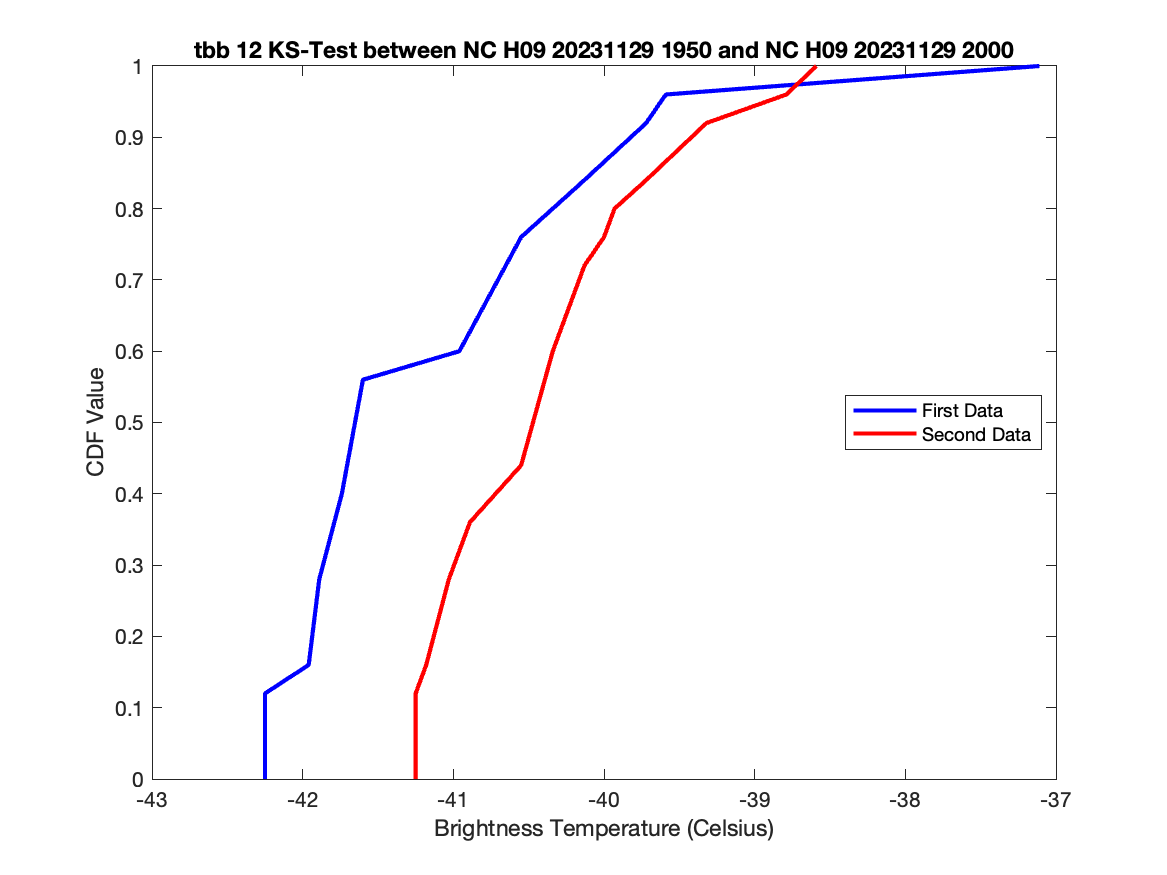 tbb 12 KS-Test between NC H09 20231129 1950 and NC H09 20231129 2000
1
0.9
0.8
0.7
0.6
0.5
0.4
0.3
0.2
0.1
0
CDF Value
First Data
Second Data
-43 -42 -41 -40 -39 -38 -37
Brightness Temperature (Celsius)